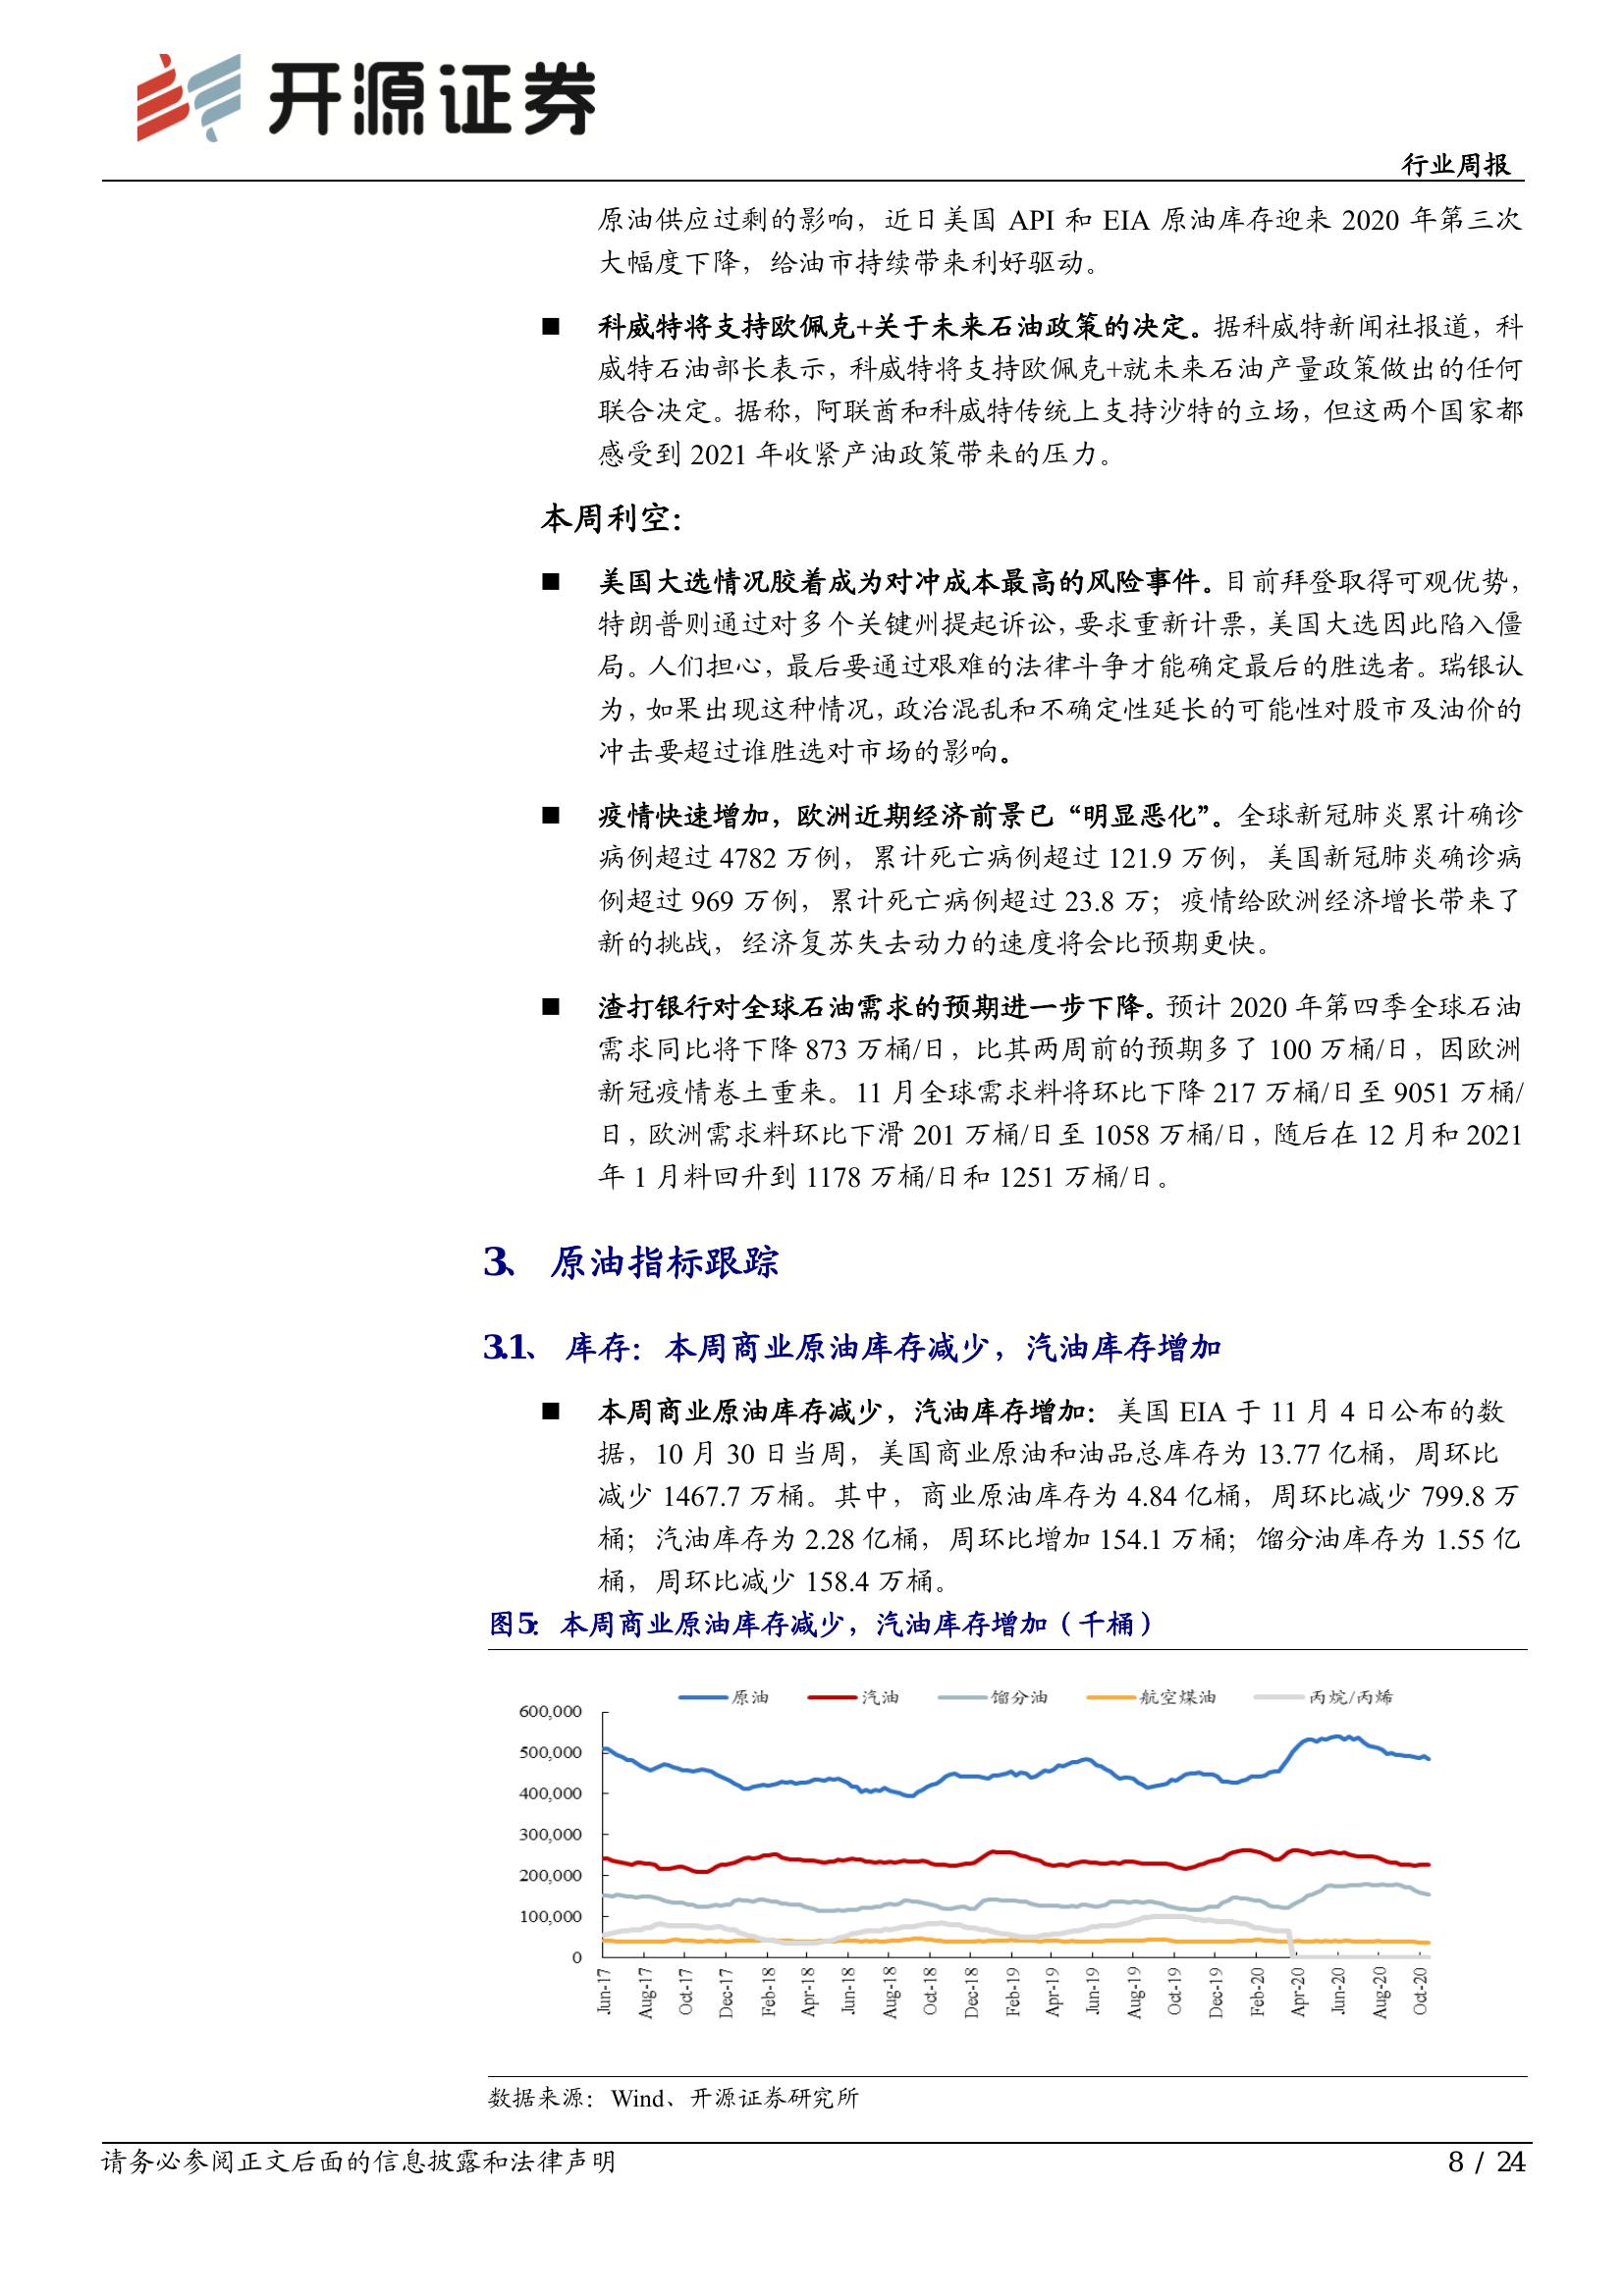 开源证券
行业周报
原油供应过剩的影响，近日美国 API 和 EIA 原油库存迎来 2020 年第三次
大幅度下降，给油市持续带来利好驱动。
■ 科威特将支持欧佩克+关于未来石油政策的决定。据科威特新闻社报道，科
威特石油部长表示，科威特将支持欧佩克+就未来石油产量政策做出的任何
联合决定。据称，阿联酋和科威特传统上支持沙特的立场，但这两个国家都
感受到 2021 年收紧产油政策带来的压力。
本周利空：
■ 美国大选情况胶着成为对冲成本最高的风险事件。目前拜登取得可观优势，
特朗普则通过对多个关键州提起诉讼，要求重新计票，美国大选因此陷入僵
局。人们担心，最后要通过艰难的法律斗争才能确定最后的胜选者。瑞银认
为，如果出现这种情况，政治混乱和不确定性延长的可能性对股市及油价的
冲击要超过谁胜选对市场的影响。
■ 疫情快速增加，欧洲近期经济前景已“明显恶化”。全球新冠肺炎累计确诊
病例超过 4782 万例，累计死亡病例超过 121.9 万例，美国新冠肺炎确诊病
例超过 969 万例，累计死亡病例超过 23.8 万；疫情给欧洲经济增长带来了
新的挑战，经济复苏失去动力的速度将会比预期更快。
■ 渣打银行对全球石油需求的预期进一步下降。预计 2020 年第四季全球石油
需求同比将下降 873 万桶/日，比其两周前的预期多了 100 万桶/日，因欧洲
新冠疫情卷土重来。11 月全球需求料将环比下降 217 万桶/日至 9051 万桶/
日，欧洲需求料环比下滑 201 万桶/日至 1058 万桶/日，随后在 12 月和 2021
年 1 月料回升到 1178 万桶/日和 1251 万桶/日。
3、 原油指标跟踪
3.1、 库存：本周商业原油库存减少，汽油库存增加
■ 本周商业原油库存减少，汽油库存增加：美国 EIA 于 11 月 4 日公布的数
据，10 月 30 日当周，美国商业原油和油品总库存为 13.77 亿桶，周环比
减少 1467.7 万桶。其中，商业原油库存为 4.84 亿桶，周环比减少 799.8 万
桶；汽油库存为 2.28 亿桶，周环比增加 154.1 万桶；馏分油库存为 1.55 亿
桶，周环比减少 158.4 万桶。
图5：本周商业原油库存减少，汽油库存增加（千桶）
原油 汽油 馏分油 航空煤油 丙烷/丙烯
600,000
500,000
400,000
300,000
200,000
100,000
0
Jun-17 Aug-17 Oct-17 Dec-17 Feb-18 Apr-18 Jun-18 Aug-18 Oct-18 Dec-18 Feb-19 Apr-19 Jun-19 Aug-19 Oct-19 Dec-19 Feb-20 Apr-20 Jun-20 Aug-20 Oct-20
数据来源：Wind、开源证券研究所
请务必参阅正文后面的信息披露和法律声明
8 / 24